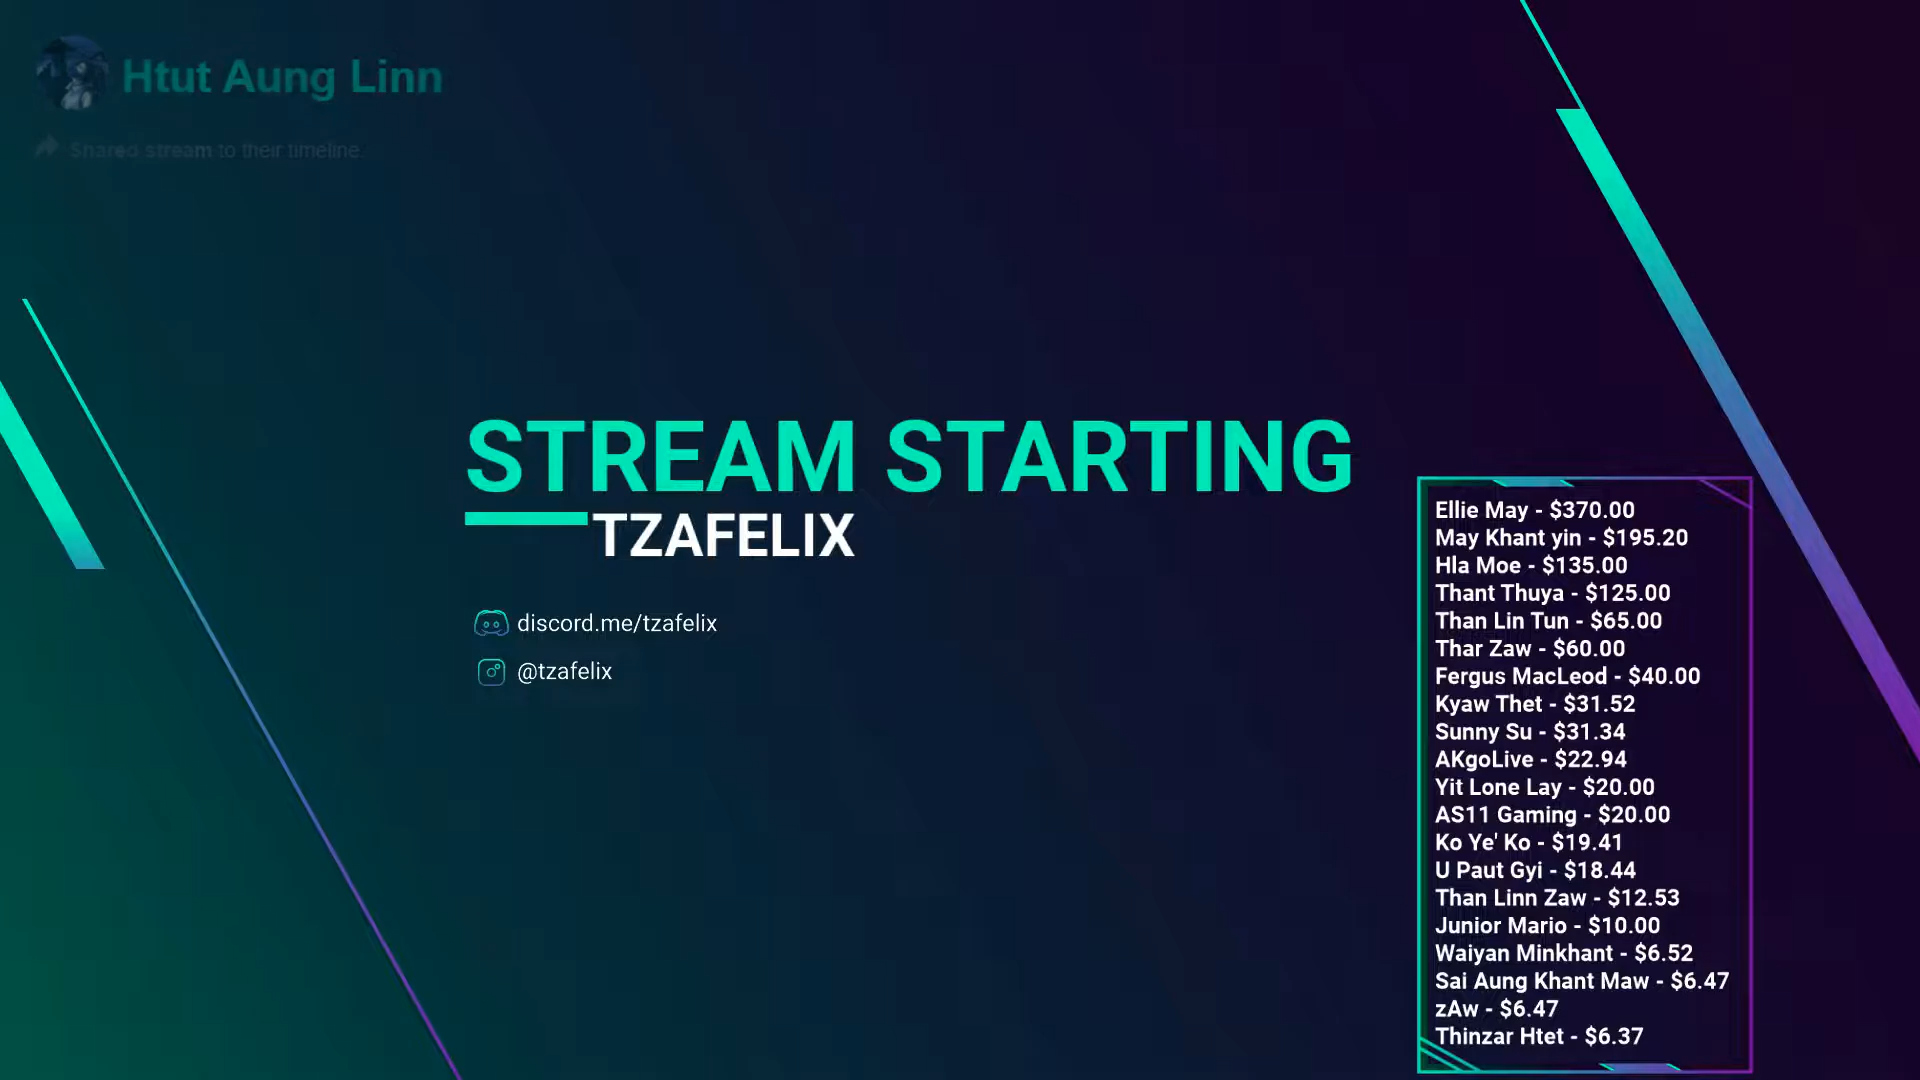 Htut Aung Linn
Shared stream to their timeline.
STREAM STARTING
TZAFELIX
discord.me/tzafelix
@tzafelix
Ellie May - $370.00
May Khant yin - $195.20
Hla Moe - $135.00
Thant Thuya - $125.00
Than Lin Tun - $65.00
Thar Zaw - $60.00
Fergus MacLeod - $40.00
Kyaw Thet - $31.52
Sunny Su - $31.34
AKgoLive - $22.94
Yit Lone Lay - $20.00
AS11 Gaming - $20.00
Ko Ye' Ko - $19.41
U Paut Gyi - $18.44
Than Linn Zaw - $12.53
Junior Mario - $10.00
Waiyan Minkhant - $6.52
Sai Aung Khant Maw - $6.47
zAw - $6.47
Thinzar Htet - $6.37